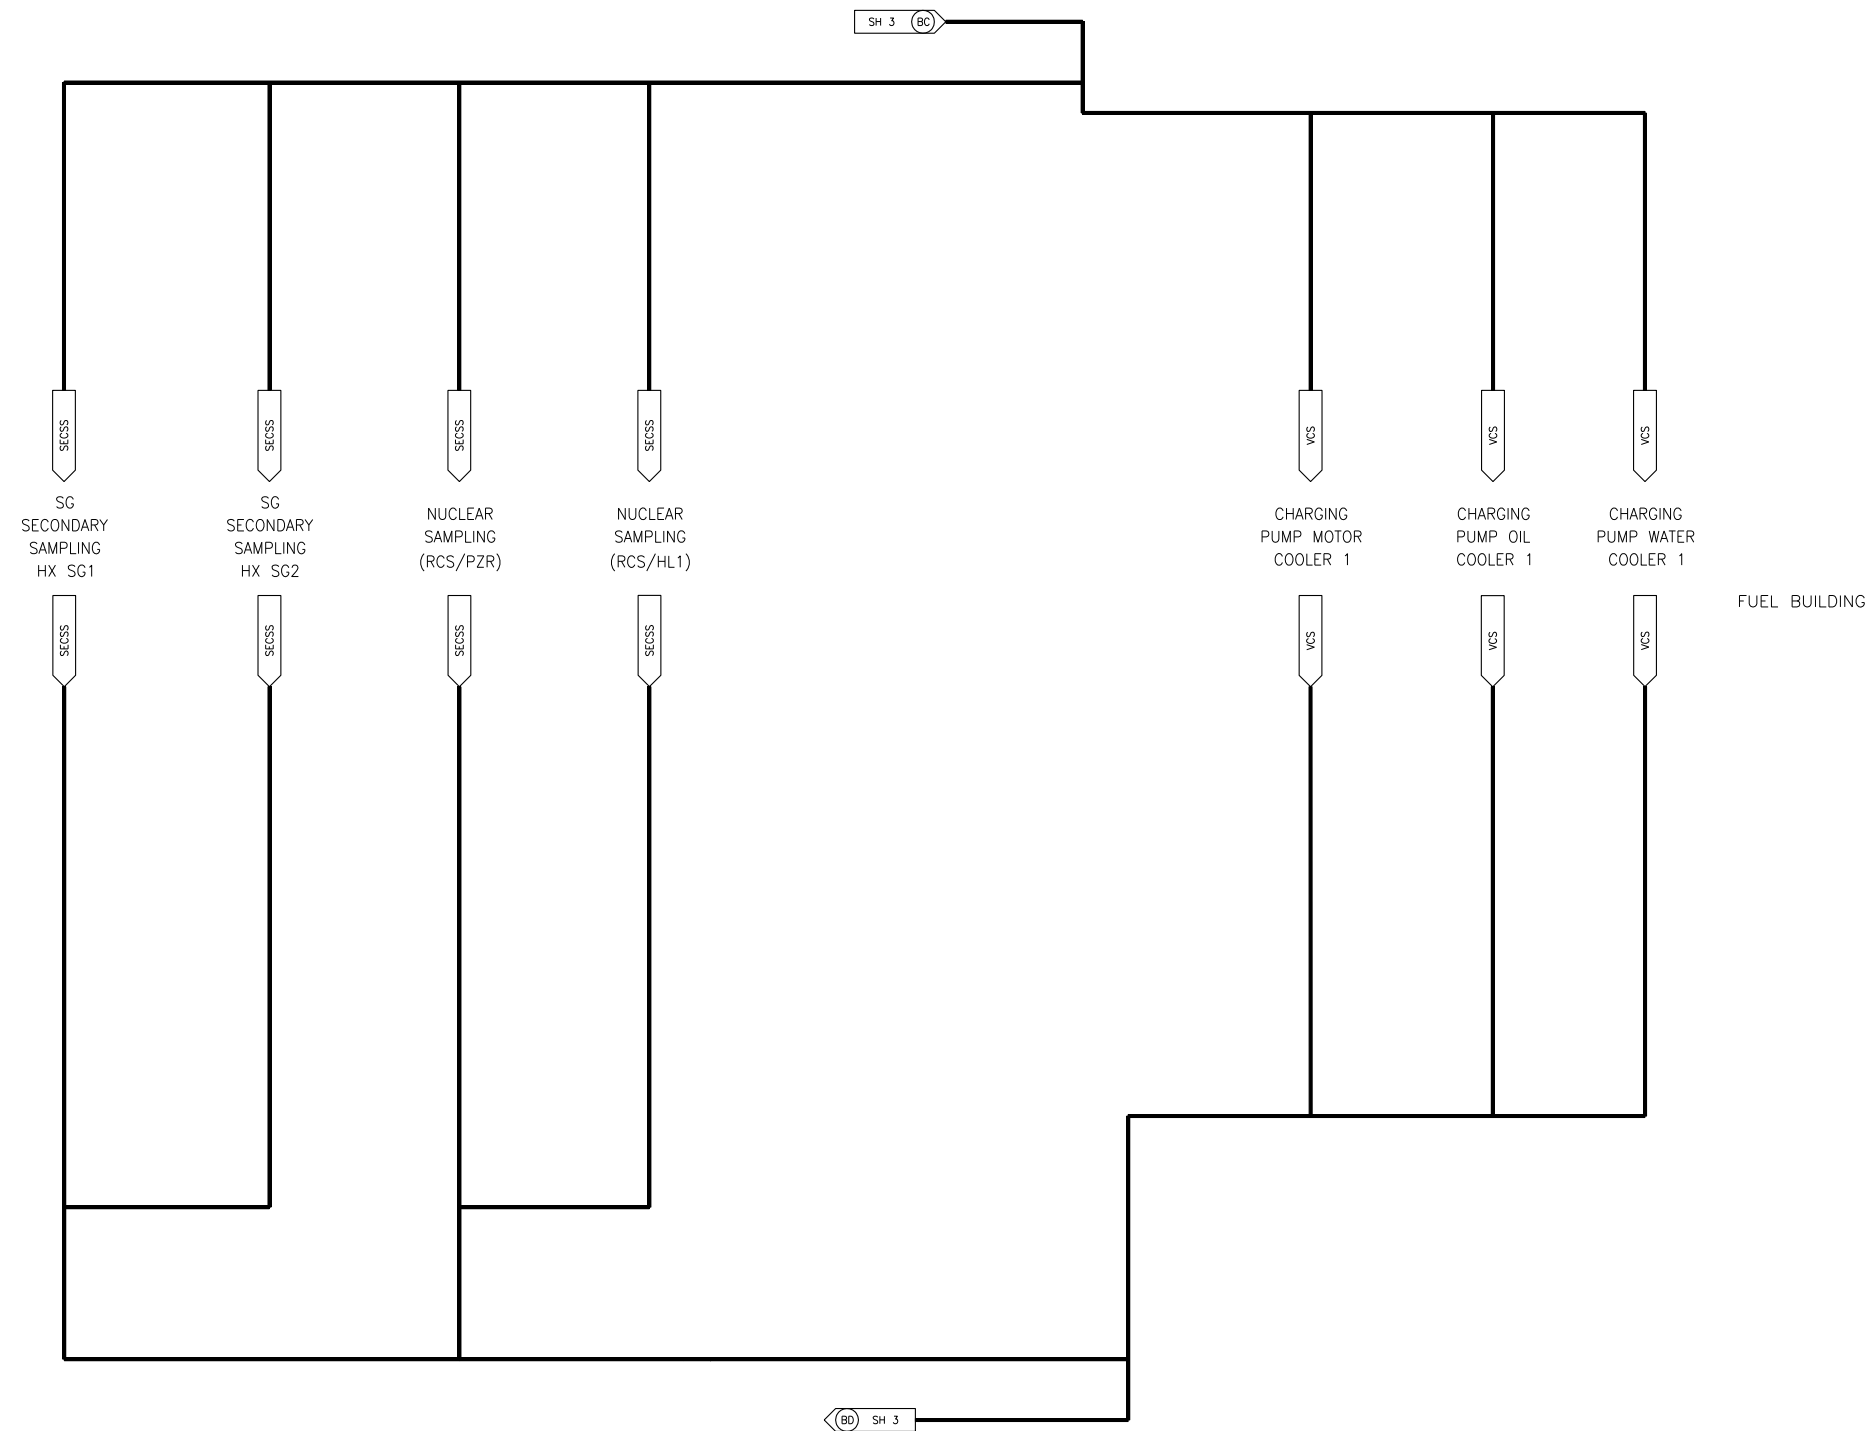 SH 3 BC
SECSS
SECSS
SECSS
SECSS
VCS
VCS
VCS
SG
SECONDARY
SAMPLING
HX SG1
SG
SECONDARY
SAMPLING
HX SG2
NUCLEAR
SAMPLING
(RCS/PZR)
NUCLEAR
SAMPLING
(RCS/HL1)
CHARGING
PUMP MOTOR
COOLER 1
CHARGING
PUMP OIL
COOLER 1
CHARGING
PUMP WATER
COOLER 1
FUEL BUILDING
SECSS
SECSS
SECSS
SECSS
VCS
VCS
VCS
BD SH 3